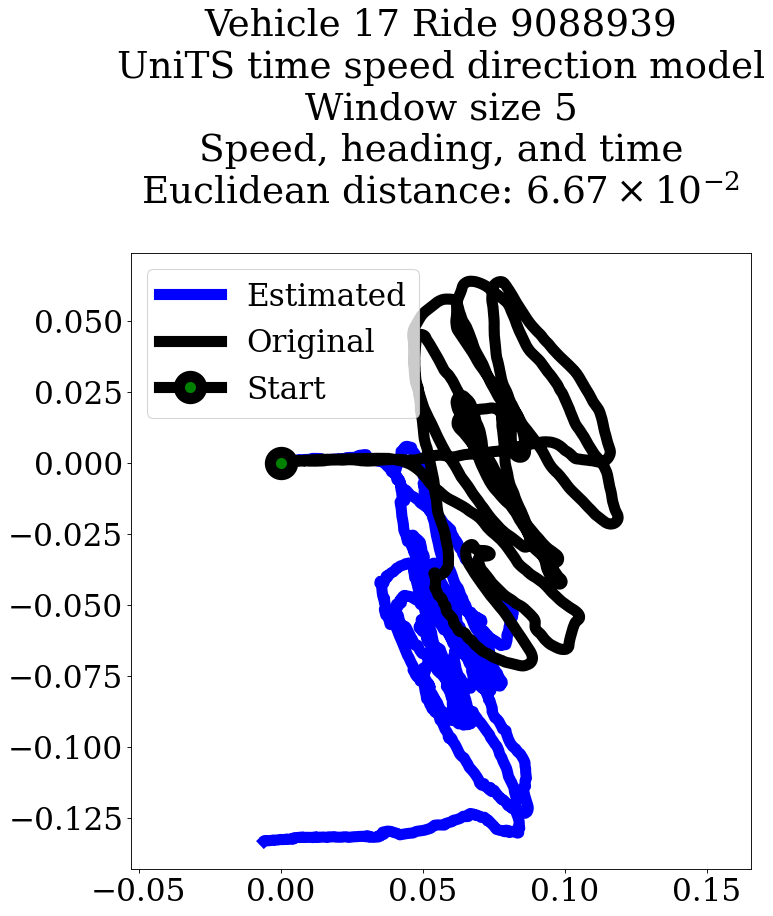 Vehicle 17 Ride 9088939
UniTS time speed direction model
Window size 5
Speed, heading, and time
Euclidean distance: 6.67 × 10⁻²
Estimated
Original
Start
0.050
0.025
0.000
−0.025
−0.050
−0.075
−0.100
−0.125
−0.05 0.00 0.05 0.10 0.15